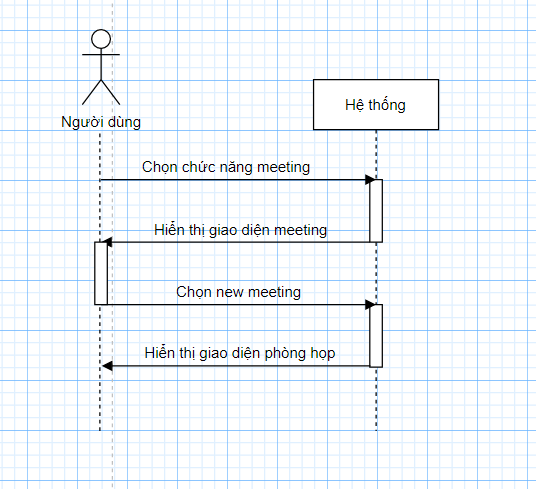 Người dùng
Hệ thống
Chọn chức năng meeting
Hiển thị giao diện meeting
Chọn new meeting
Hiển thị giao diện phòng họp